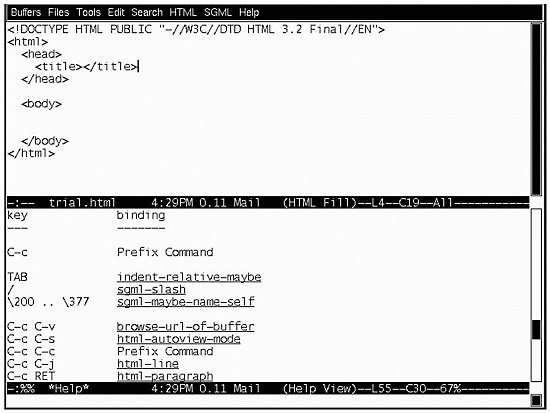 Buffers Files Tools Edit Search HTML SGML Help
<!DOCTYPE HTML PUBLIC "-//W3C//DTD HTML 3.2 Final//EN">
<html>
  <head>
    <title></title>
  </head>
  <body>
  </body>
</html>
-:--  trial.html      4:29PM 0.11 Mail   (HTML Fill)--L4--C19--All-----------
key             binding
---             -------
C-c             Prefix Command
TAB             indent-relative-maybe
/               sgml-slash
\200 .. \377    sgml-maybe-name-self
C-c C-v         browse-url-of-buffer
C-c C-s         html-autoview-mode
C-c C-c         Prefix Command
C-c C-j         html-line
C-c RET         html-paragraph
-:%%  *Help*          4:29PM 0.11 Mail   (Help View)--L55--C30--67%-----------